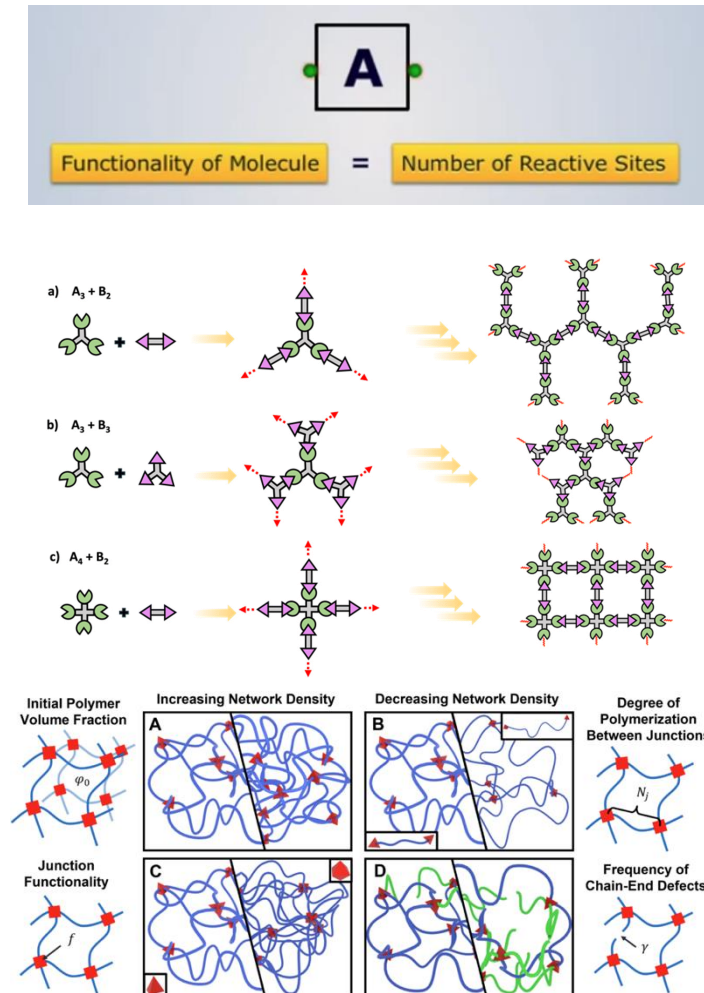 A
Functionality of Molecule = Number of Reactive Sites
a) A₃ + B₂
+
b) A₃ + B₃
+
c) A₄ + B₂
+
Initial Polymer
Volume Fraction
φ₀
Increasing Network Density
A
Decreasing Network Density
B
Degree of
Polymerization
Between Junctions
Nⱼ
Junction
Functionality
f
C
D
Frequency of
Chain-End Defects
γ